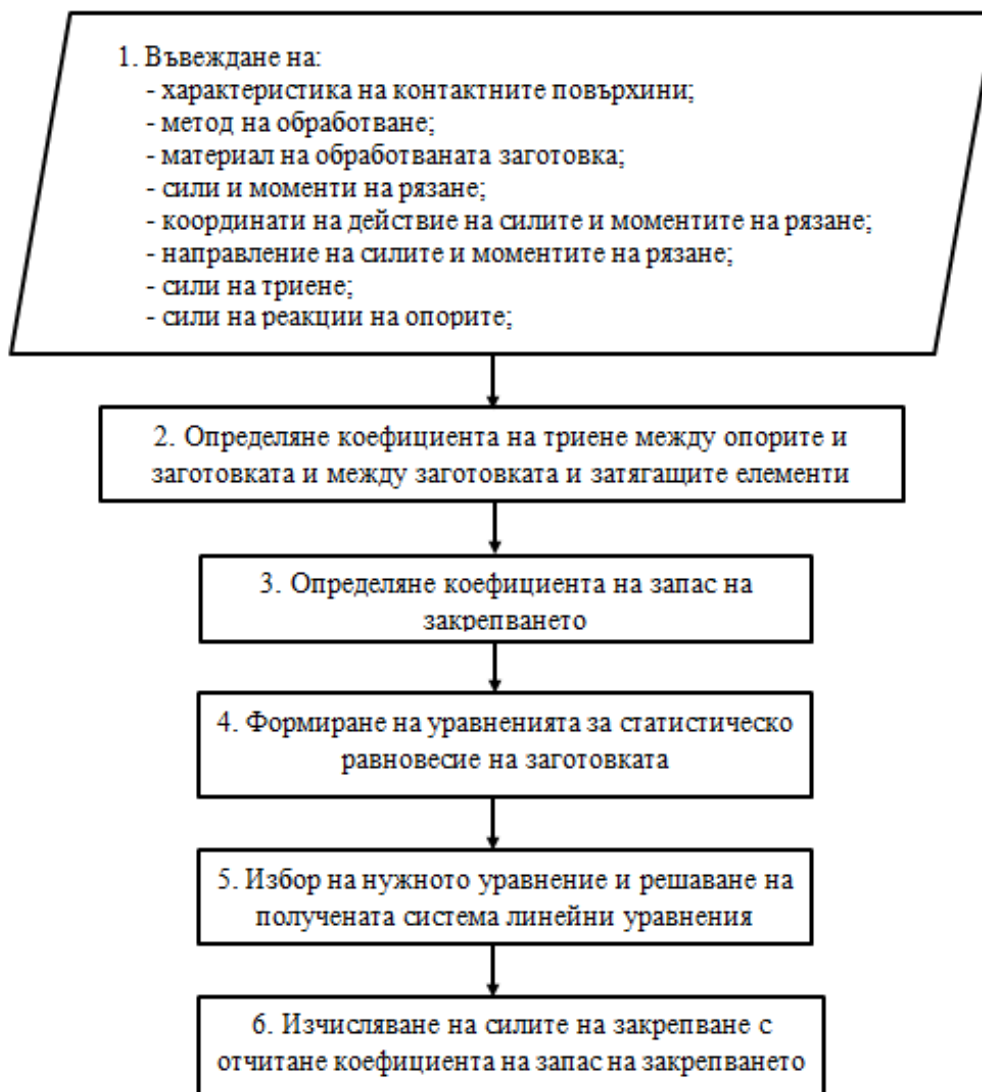 1. Въвеждане на:
- характеристика на контактните повърхини;
- метод на обработване;
- материал на обработваната заготовка;
- сили и моменти на рязане;
- координати на действие на силите и моментите на рязане;
- направление на силите и моментите на рязане;
- сили на триене;
- сили на реакции на опорите;
2. Определяне коефициента на триене между опорите и
заготовката и между заготовката и затягащите елементи
3. Определяне коефициента на запас на
закрепването
4. Формиране на уравненията за статистическо
равновесие на заготовката
5. Избор на нужното уравнение и решаване на
получената система линейни уравнения
6. Изчисляване на силите на закрепване с
отчитане коефициента на запас на закрепването